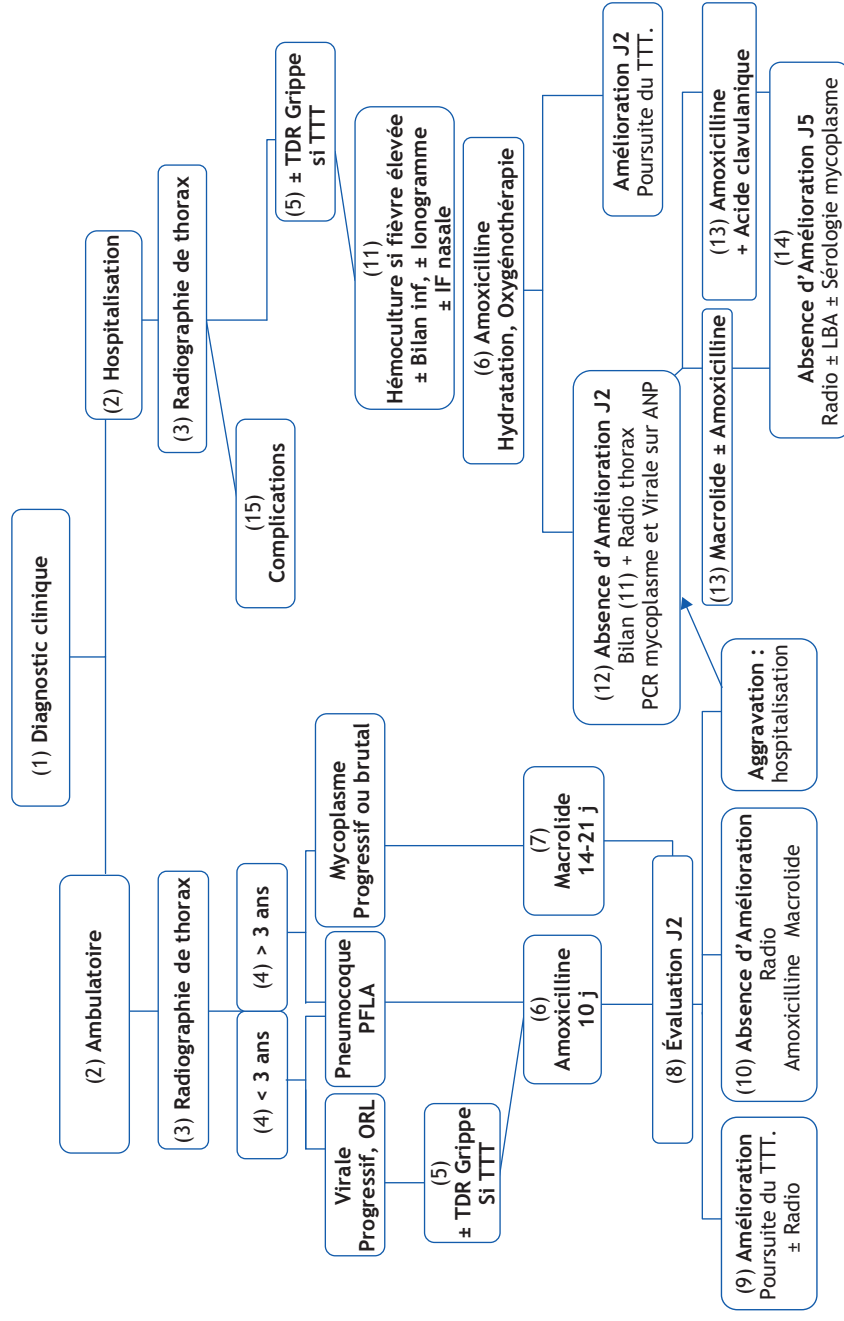 (1) Diagnostic clinique
(2) Ambulatoire
(2) Hospitalisation
(3) Radiographie de thorax
(3) Radiographie de thorax
(4) < 3 ans
(4) > 3 ans
(15)
Complications
(5) ± TDR Grippe
si TTT
Virale
Progressif, ORL
Pneumocoque
PFLA
Mycoplasme
Progressif ou brutal
(11)
Hémoculture si fièvre élevée
± Bilan inf, ± Ionogramme
± IF nasale
(5)
± TDR Grippe
Si TTT
(6)
Amoxicilline
10 j
(7)
Macrolide
14-21 j
(6) Amoxicilline
Hydratation, Oxygénothérapie
(8) Évaluation J2
(12) Absence d’Amélioration J2
Bilan (11) + Radio thorax
PCR mycoplasme et Virale sur ANP
Amélioration J2
Poursuite du TTT.
(9) Amélioration
Poursuite du TTT.
± Radio
(10) Absence d’Amélioration
Radio
Amoxicilline Macrolide
Aggravation :
hospitalisation
(13) Macrolide ± Amoxicilline
(13) Amoxicilline
+ Acide clavulanique
(14)
Absence d’Amélioration J5
Radio ± LBA ± Sérologie mycoplasme